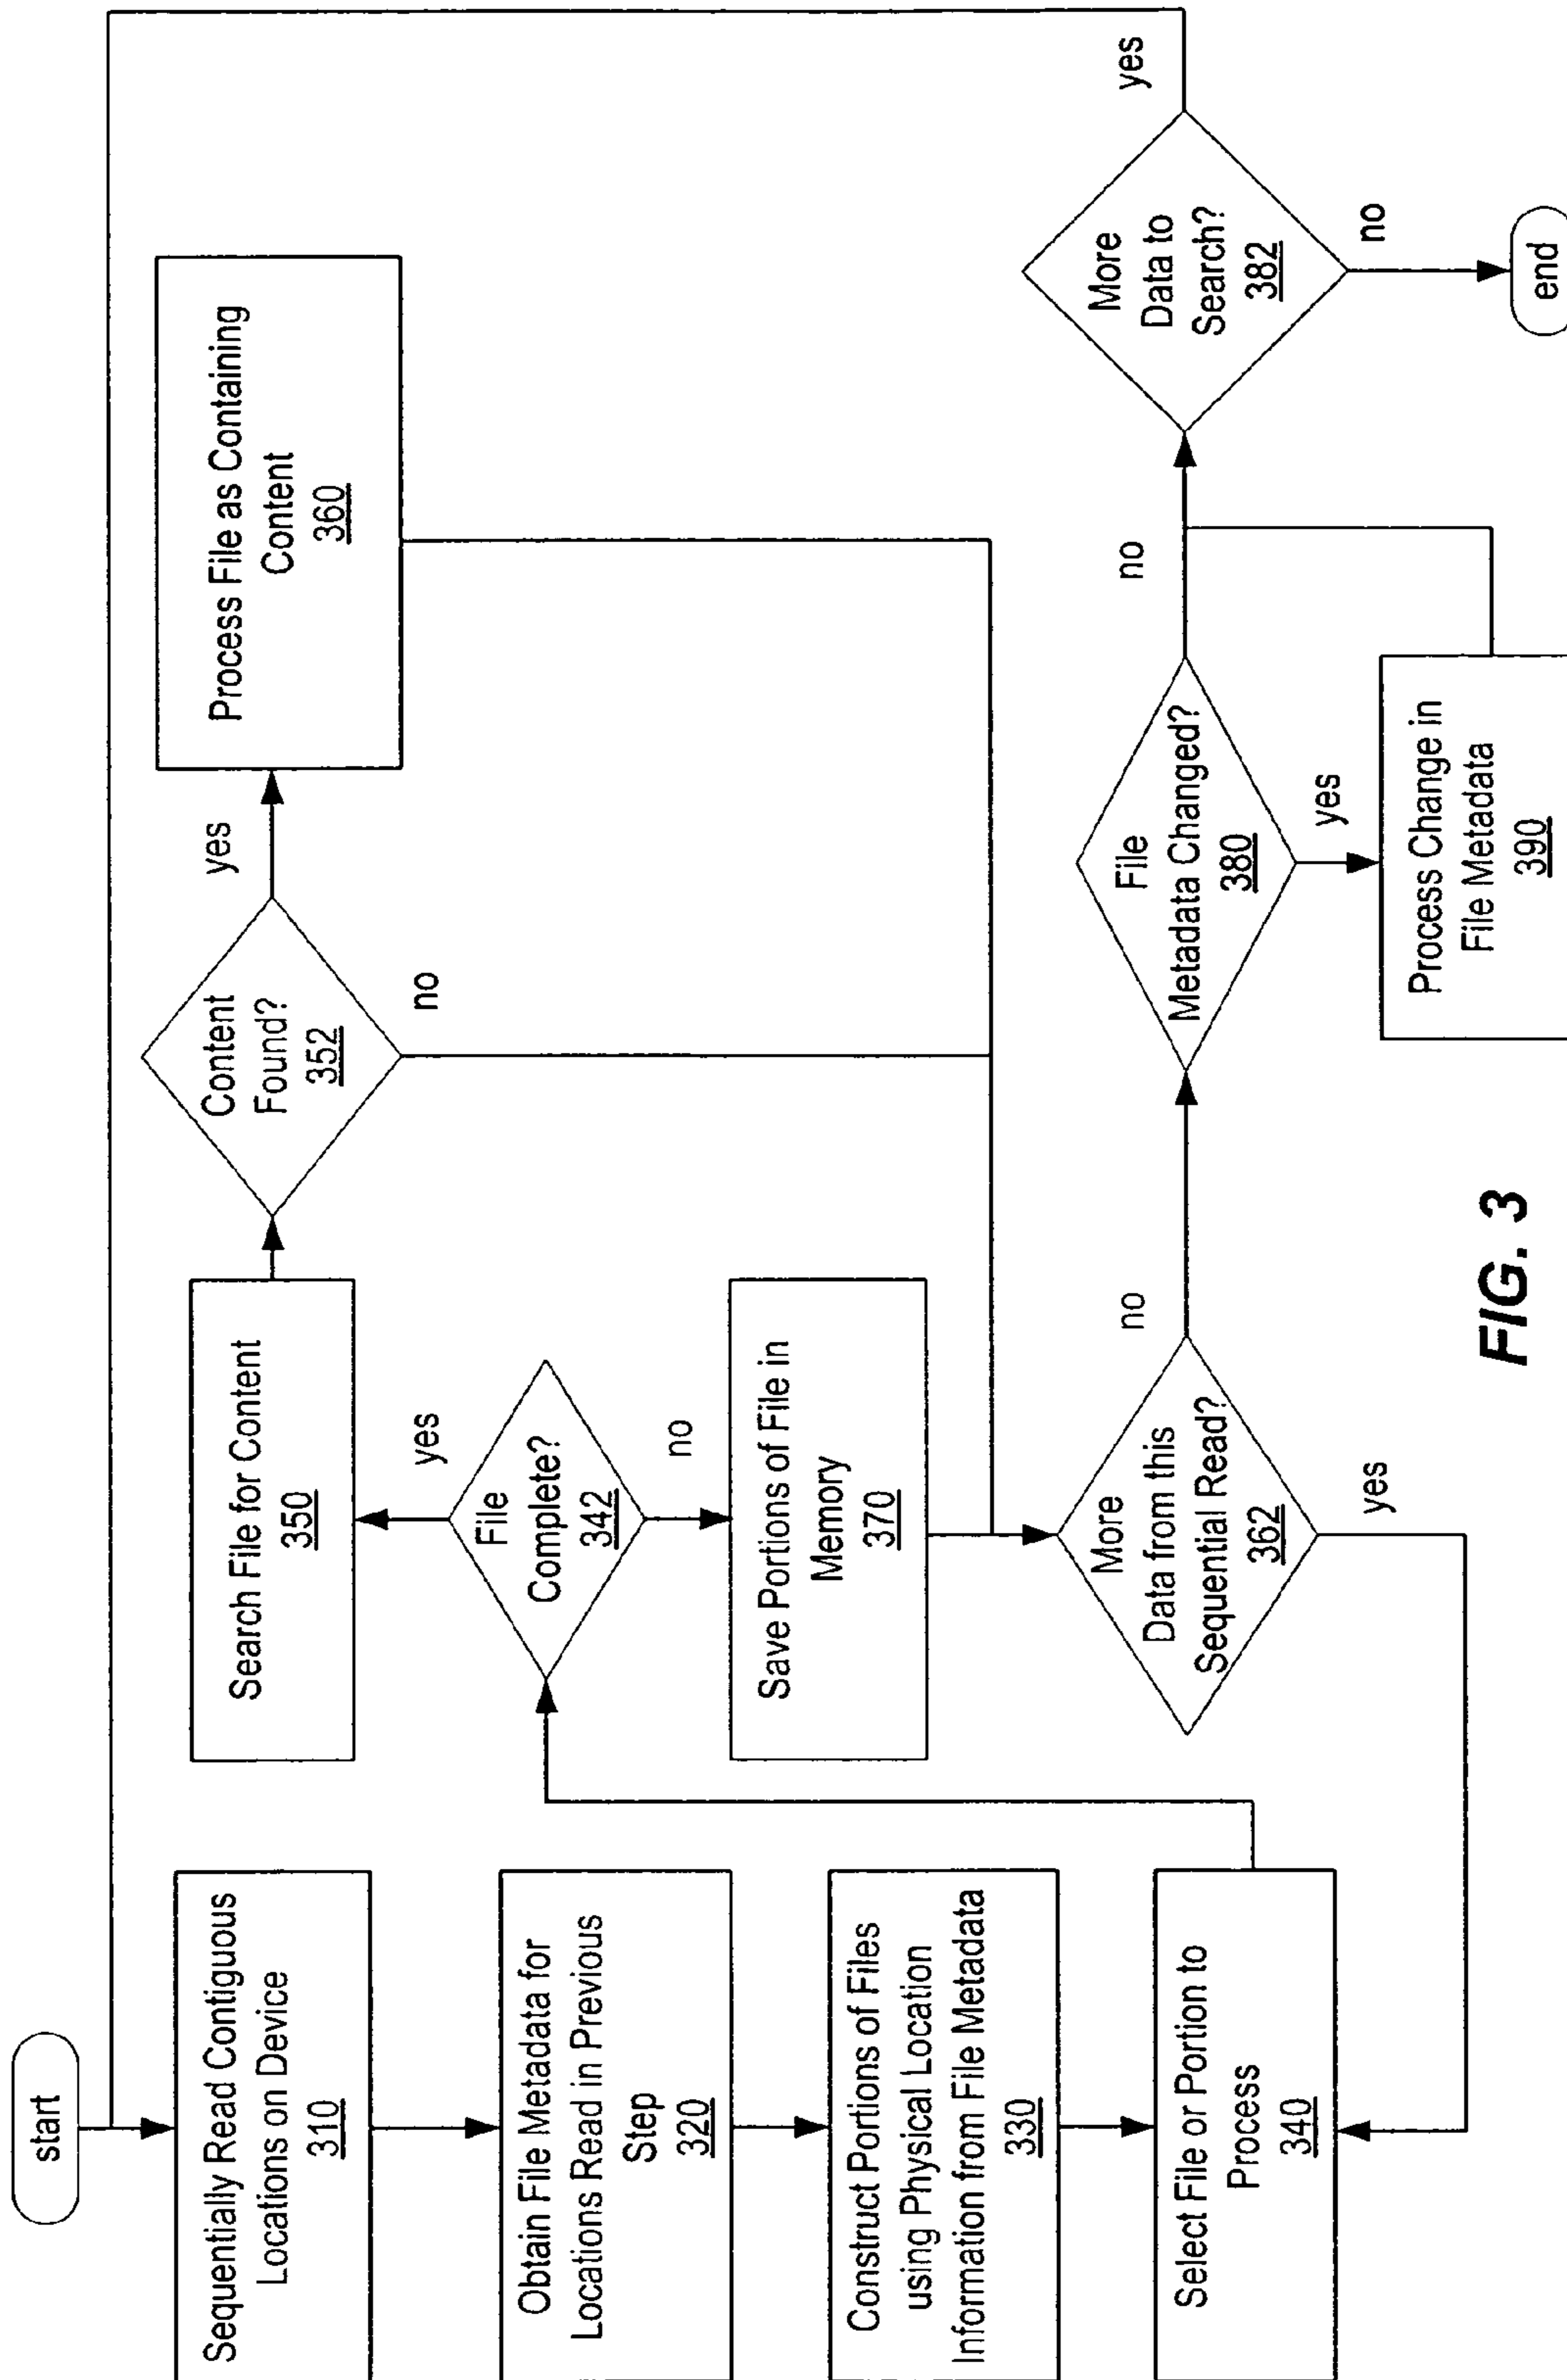 start
Sequentially Read Contiguous
Locations on Device
310
Obtain File Metadata for
Locations Read in Previous
Step
320
Construct Portions of Files
using Physical Location
Information from File Metadata
330
Select File or Portion to
Process
340
Search File for Content
350
yes
File
Complete?
342
no
Save Portions of File in
Memory
370
More
Data from this
Sequential Read?
362
no
yes
Content
Found?
352
yes
no
Process File as Containing
Content
360
File
Metadata Changed?
380
no
yes
Process Change in
File Metadata
390
More
Data to
Search?
382
yes
no
end
FIG. 3